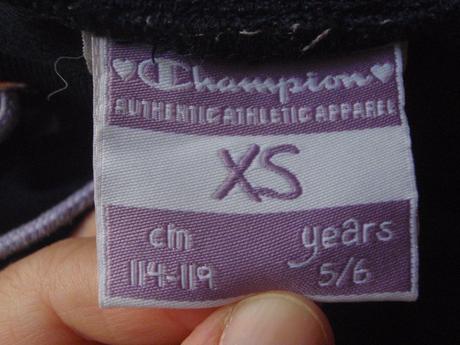 Champion
AUTHENTIC ATHLETIC APPAREL
XS
cm years
114-119 5/6